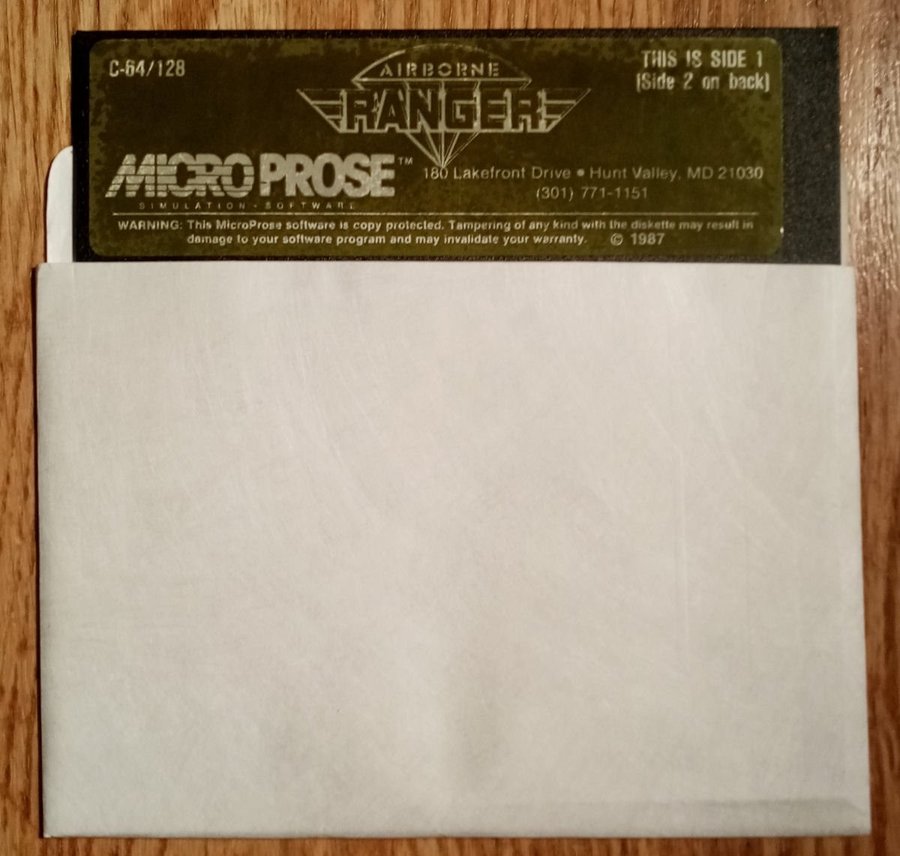 C-64/128
AIRBORNE
RANGER
THIS IS SIDE 1
(Side 2 on back)
MICRO PROSE™
SIMULATION • SOFTWARE
180 Lakefront Drive • Hunt Valley, MD 21030
(301) 771-1151
WARNING: This MicroProse software is copy protected. Tampering of any kind with the diskette may result in
damage to your software program and may invalidate your warranty. © 1987